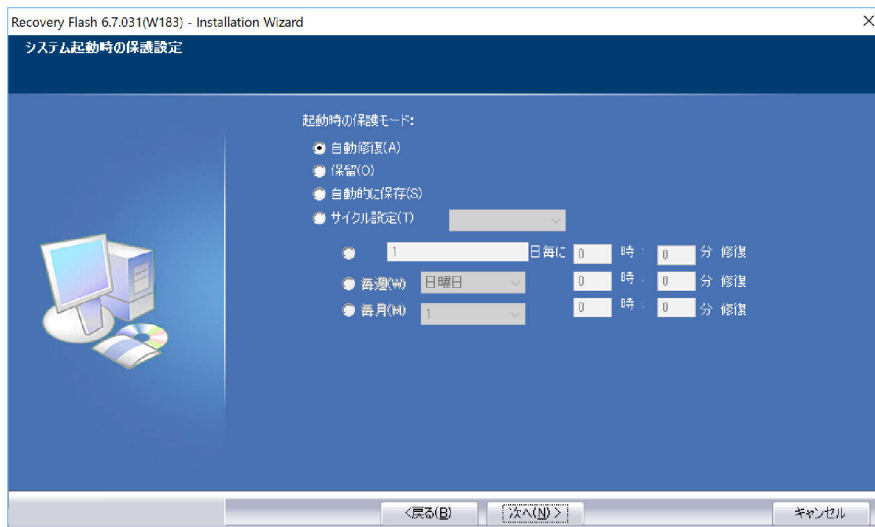 Recovery Flash 6.7.031(W183) - Installation Wizard
システム起動時の保護設定
起動時の保護モード:
自動修復(A)
保留(O)
自動的に保存(S)
サイクル設定(T)
1 日毎に 0 時 : 0 分 修復
毎週(W) 日曜日 0 時 : 0 分 修復
毎月(M) 1 0 時 : 0 分 修復
<戻る(B) 次へ(N) > キャンセル